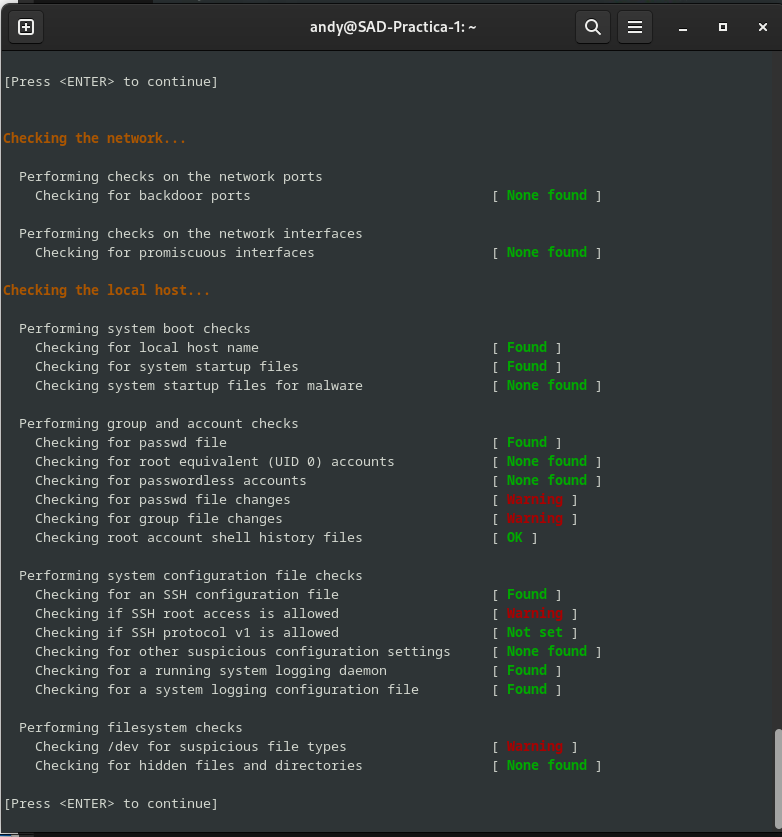 andy@SAD-Practica-1: ~
[Press <ENTER> to continue]
Checking the network...
Performing checks on the network ports
Checking for backdoor ports [ None found ]
Performing checks on the network interfaces
Checking for promiscuous interfaces [ None found ]
Checking the local host...
Performing system boot checks
Checking for local host name [ Found ]
Checking for system startup files [ Found ]
Checking system startup files for malware [ None found ]
Performing group and account checks
Checking for passwd file [ Found ]
Checking for root equivalent (UID 0) accounts [ None found ]
Checking for passwordless accounts [ None found ]
Checking for passwd file changes [ Warning ]
Checking for group file changes [ Warning ]
Checking root account shell history files [ OK ]
Performing system configuration file checks
Checking for an SSH configuration file [ Found ]
Checking if SSH root access is allowed [ Warning ]
Checking if SSH protocol v1 is allowed [ Not set ]
Checking for other suspicious configuration settings [ None found ]
Checking for a running system logging daemon [ Found ]
Checking for a system logging configuration file [ Found ]
Performing filesystem checks
Checking /dev for suspicious file types [ Warning ]
Checking for hidden files and directories [ None found ]
[Press <ENTER> to continue]